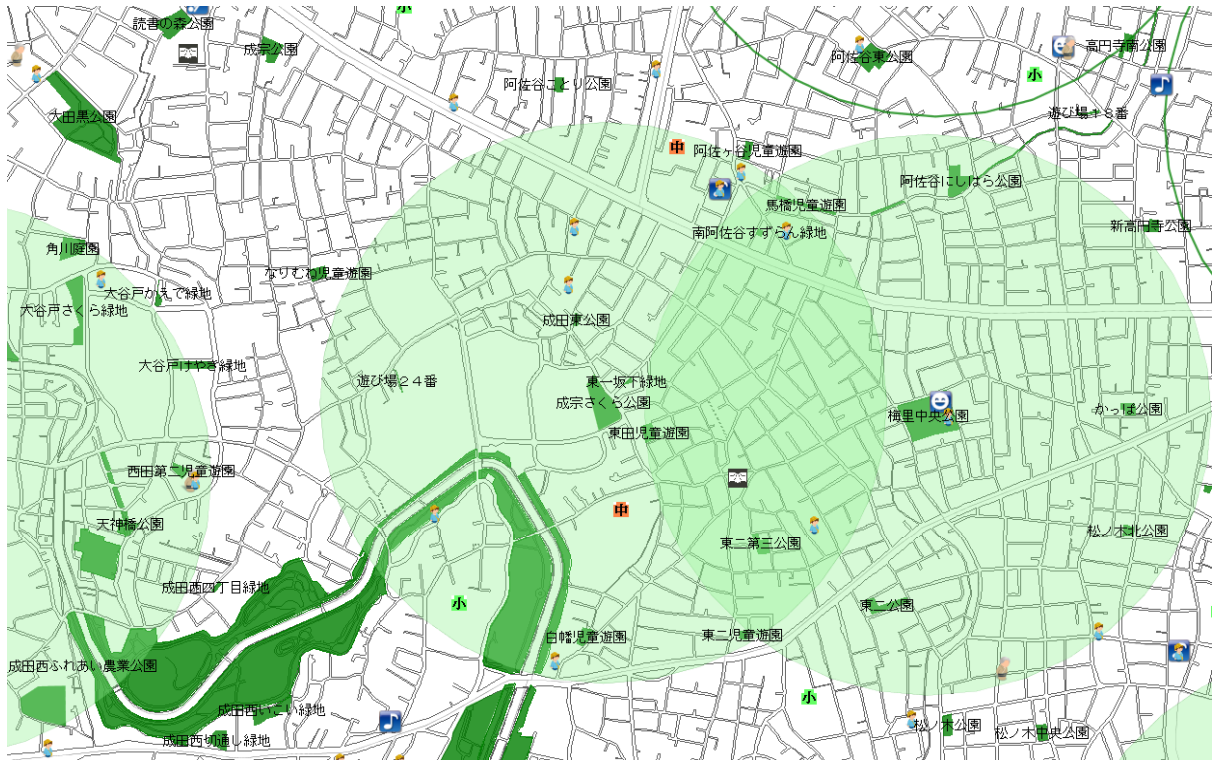 小
読書の森公園
成宗公園
高円寺南公園
阿佐谷東公園
小
阿佐谷ことり公園
大田黒公園
遊び場18番
中
阿佐ヶ谷児童遊園
阿佐谷にしはら公園
馬橋児童遊園
新高円寺公園
南阿佐谷すずらん緑地
角川庭園
なりむね児童遊園
大谷戸かえで緑地
大谷戸さくら緑地
成田東公園
大谷戸けやき緑地
遊び場24番
東一坂下緑地
成宗さくら公園
かっぱ公園
梅里中央公園
東田児童遊園
西田第二児童遊園
中
天神橋公園
松ノ木北公園
東二第三公園
成田西四丁目緑地
小
東二公園
白幡児童遊園
東二児童遊園
成田西ふれあい農業公園
小
成田西いこい緑地
松ノ木公園
松ノ木中央公園
成田西切通し緑地